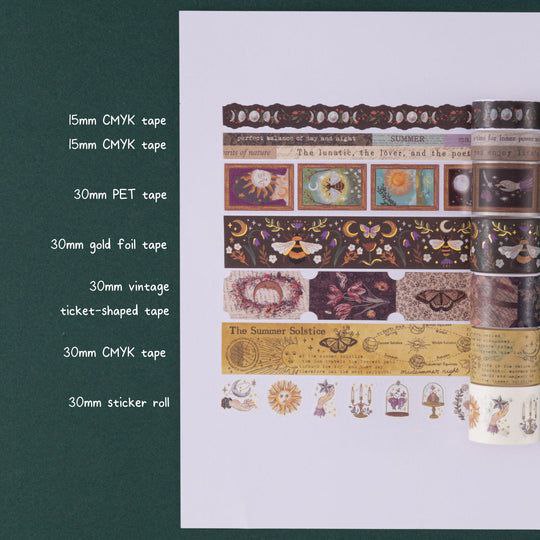 15mm CMYK tape
15mm CMYK tape
perfect balance of day and night
SUMMER
The lunatic, the lover, and the poet
30mm PET tape
30mm gold foil tape
30mm vintage
ticket-shaped tape
The Summer Solstice
midsummer night
30mm CMYK tape
30mm sticker roll